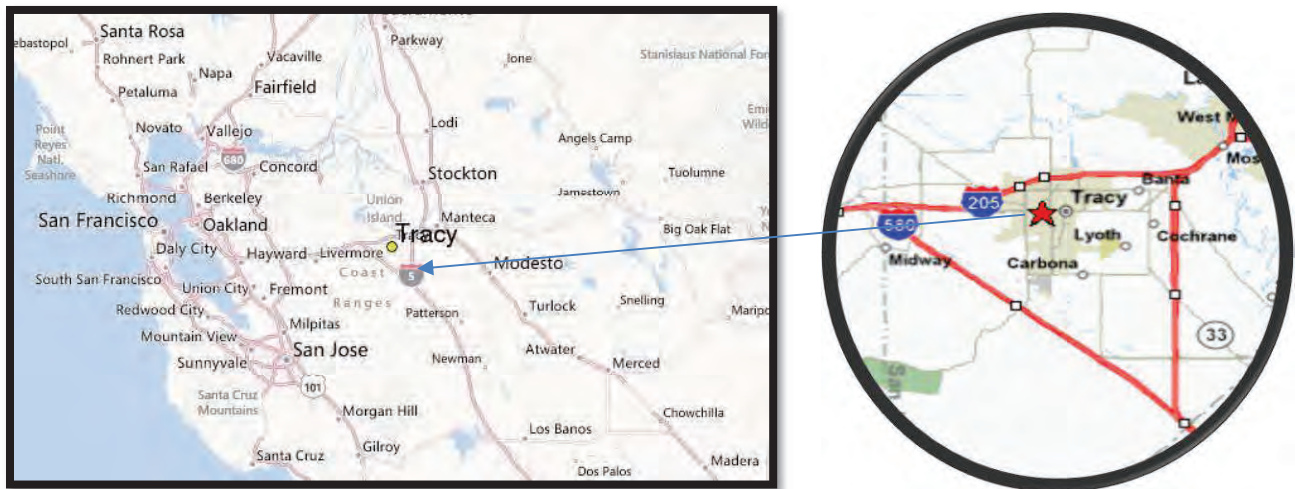 Santa Rosa
Parkway
Ione
Stanislaus National For
ebastopol
Rohnert Park
Vacaville
Napa
Fairfield
Petaluma
Point
Reyes
Natl.
Seashore
Novato
Vallejo
Lodi
Angels Camp
680
San Rafael
Concord
Stockton
Tuolumne
Richmond
Berkeley
Union
Island
Jamestown
San Francisco
Oakland
Manteca
Tracy
Big Oak Flat
Daly City
Hayward
Livermore
Coast
Ranges
5
Modesto
South San Francisco
Union City
Fremont
Redwood City
Patterson
Turlock
Snelling
Maripo
Mountain View
Milpitas
Sunnyvale
San Jose
Newman
Atwater
Merced
Santa Cruz
Mountains
101
Morgan Hill
Chowchilla
Los Banos
Gilroy
Santa Cruz
Dos Palos
Madera
La
West M
Mos
Banta
205
Tracy
580
Lyoth
Cochrane
Midway
Carbona
33
San